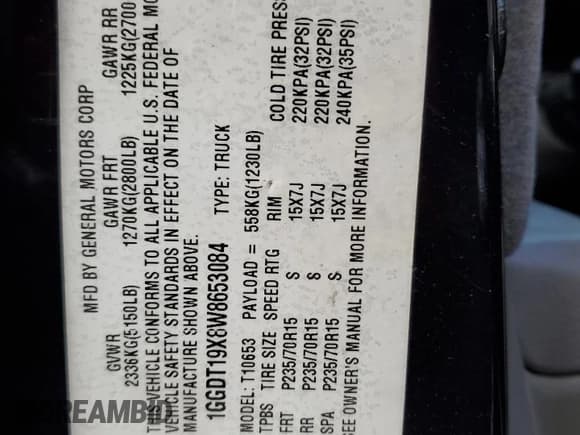 MFD BY GENERAL MOTORS CORP
GVWR GAWR FRT GAWR RR
2336KG(5150LB) 1270KG(2800LB) 1225KG(2700
VEHICLE CONFORMS TO ALL APPLICABLE U.S. FEDERAL
VEHICLE SAFETY STANDARDS IN EFFECT ON THE DATE OF
MANUFACTURE SHOWN ABOVE.
1GGDT19X8W8653084 TYPE: TRUCK
MODEL: T10653 PAYLOAD = 558KG(1230LB)
TPBS TIRE SIZE SPEED RTG RIM COLD TIRE PRES
FRT P235/70R15 S 15X7J 220KPA(32PSI)
RR P235/70R15 S 15X7J 220KPA(32PSI)
SPA P235/70R15 S 15X7J 240KPA(35PSI)
SEE OWNER'S MANUAL FOR MORE INFORMATION.